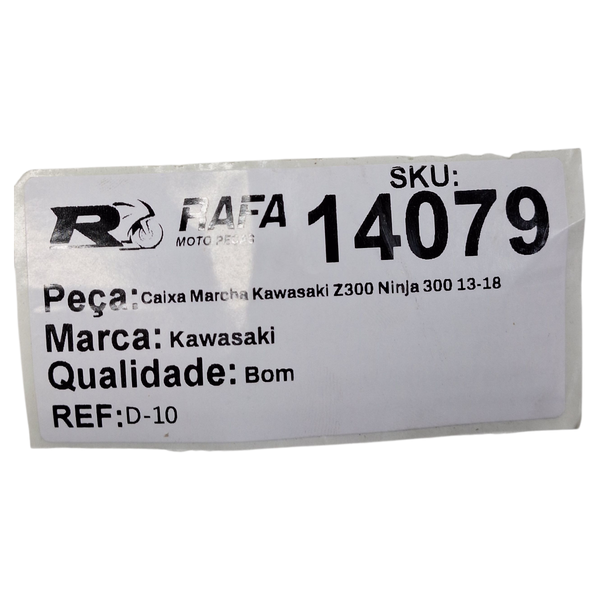 SKU:
R
RAFA
MOTO PEÇAS
14079
Peça: Caixa Marcha Kawasaki Z300 Ninja 300 13-18
Marca: Kawasaki
Qualidade: Bom
REF: D-10